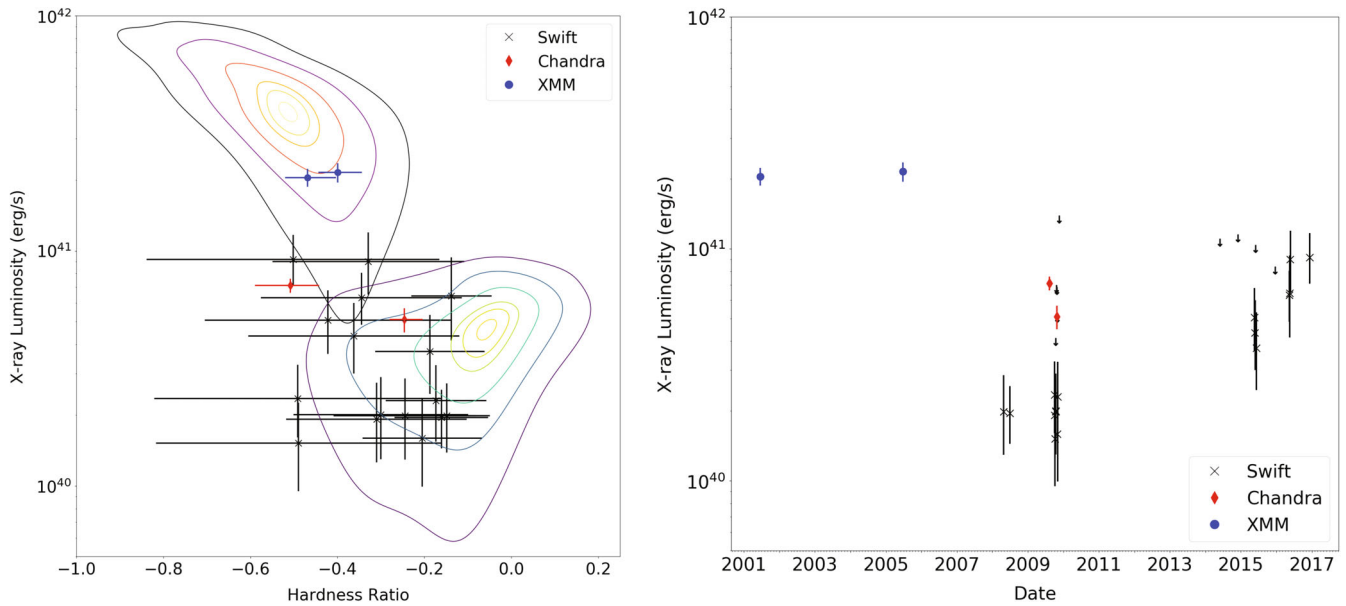 10^42
10^41
10^40
X-ray Luminosity (erg/s)
−1.0 −0.8 −0.6 −0.4 −0.2 0.0 0.2
Hardness Ratio
Swift
Chandra
XMM
10^42
10^41
10^40
X-ray Luminosity (erg/s)
2001 2003 2005 2007 2009 2011 2013 2015 2017
Date
Swift
Chandra
XMM